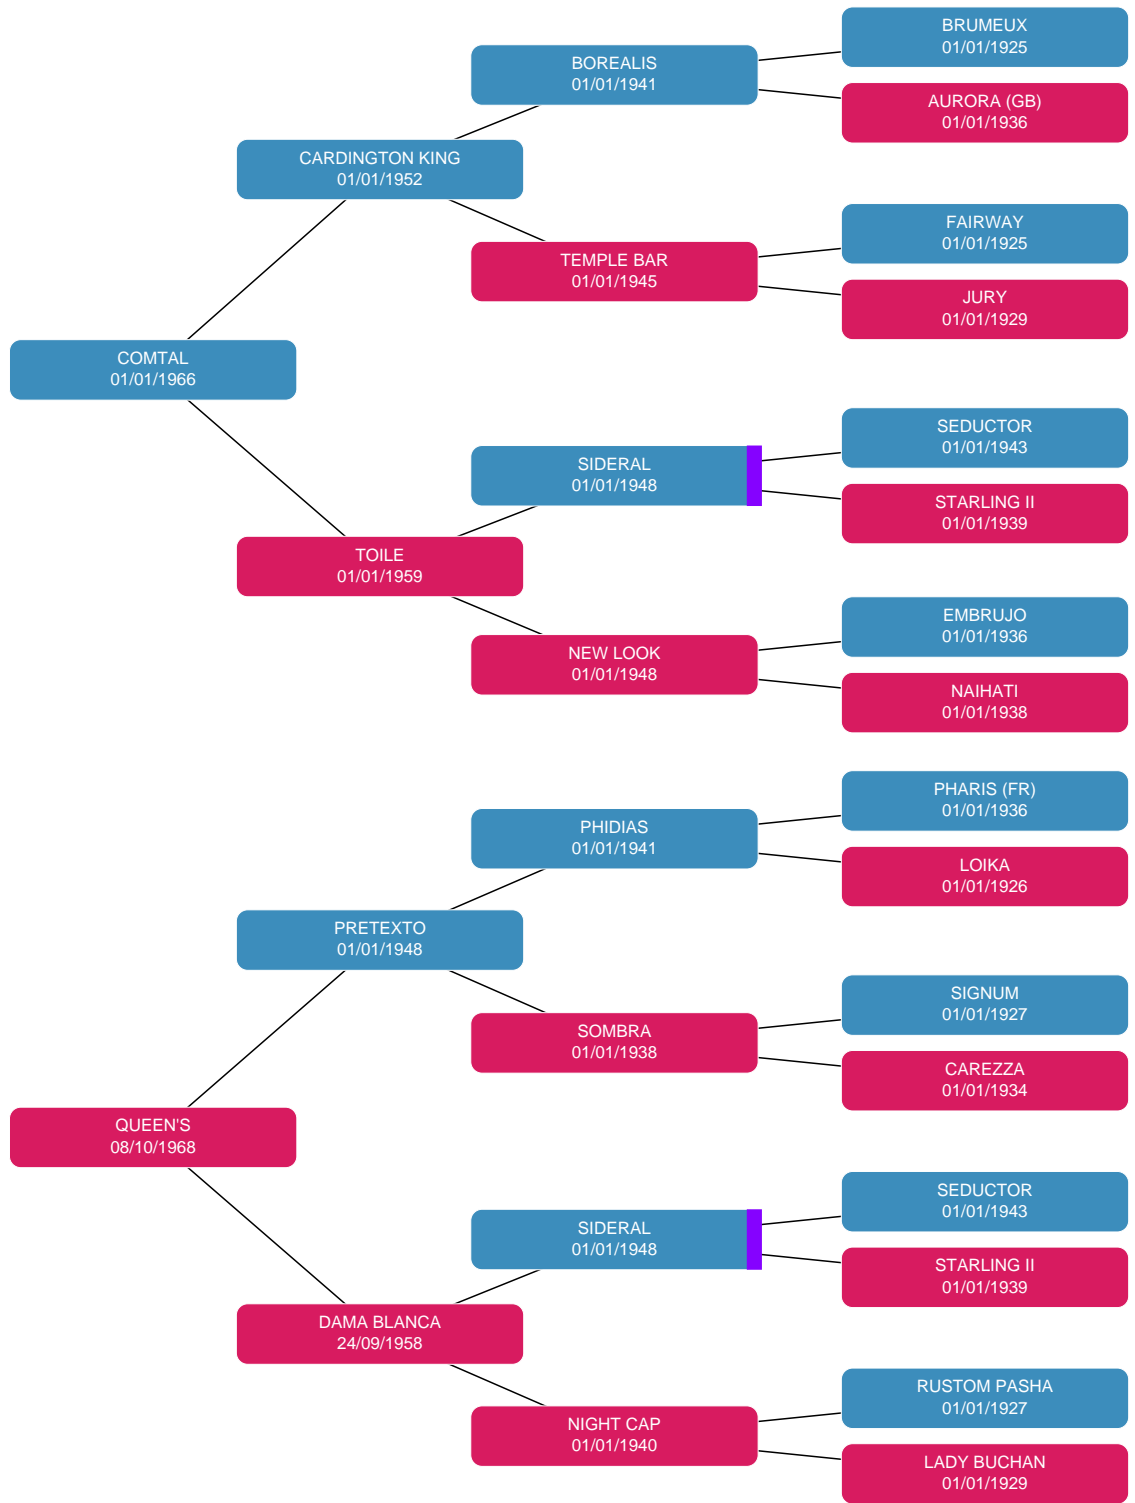 BRUMEUX
01/01/1925
BOREALIS
01/01/1941
AURORA (GB)
01/01/1936
CARDINGTON KING
01/01/1952
FAIRWAY
01/01/1925
TEMPLE BAR
01/01/1945
JURY
01/01/1929
COMTAL
01/01/1966
SEDUCTOR
01/01/1943
SIDERAL
01/01/1948
STARLING II
01/01/1939
TOILE
01/01/1959
EMBRUJO
01/01/1936
NEW LOOK
01/01/1948
NAIHATI
01/01/1938
PHARIS (FR)
01/01/1936
PHIDIAS
01/01/1941
LOIKA
01/01/1926
PRETEXTO
01/01/1948
SIGNUM
01/01/1927
SOMBRA
01/01/1938
CAREZZA
01/01/1934
QUEEN'S
08/10/1968
SEDUCTOR
01/01/1943
SIDERAL
01/01/1948
STARLING II
01/01/1939
DAMA BLANCA
24/09/1958
RUSTOM PASHA
01/01/1927
NIGHT CAP
01/01/1940
LADY BUCHAN
01/01/1929